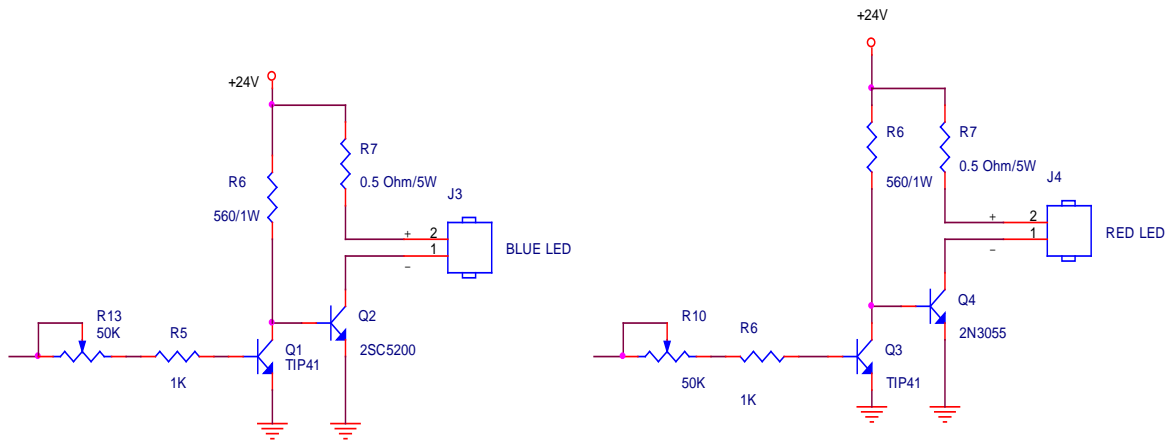 +24V
R7
0.5 Ohm/5W
R6
560/1W
J3
+
2
1
−
BLUE LED
R13
50K
R5
1K
Q1
TIP41
Q2
2SC5200
+24V
R6
560/1W
R7
0.5 Ohm/5W
J4
+
2
1
−
RED LED
R10
50K
R6
1K
Q3
TIP41
Q4
2N3055